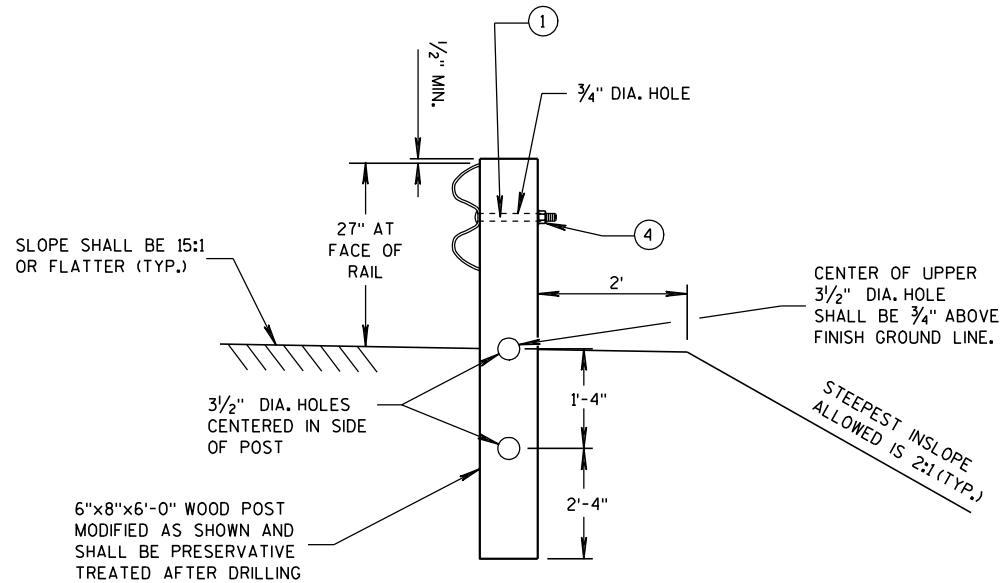 1
½" MIN.
¾" DIA. HOLE
27" AT
FACE OF
RAIL
4
SLOPE SHALL BE 15:1
OR FLATTER (TYP.)
2'
CENTER OF UPPER
3½" DIA. HOLE
SHALL BE ¾" ABOVE
FINISH GROUND LINE.
3½" DIA. HOLES
CENTERED IN SIDE
OF POST
1'-4"
STEEPEST INSLOPE
ALLOWED IS 2:1 (TYP.)
2'-4"
6"x8"x6'-0" WOOD POST
MODIFIED AS SHOWN AND
SHALL BE PRESERVATIVE
TREATED AFTER DRILLING